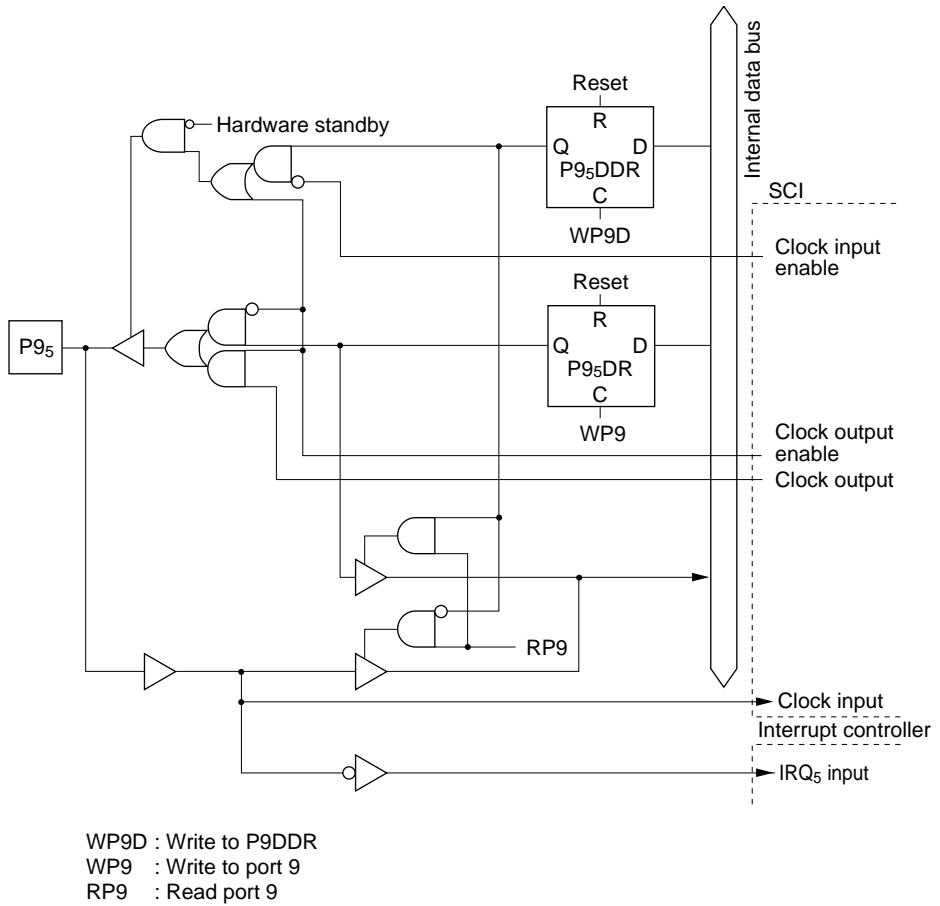 Reset
R
Q D
P9₅DDR
C
WP9D
Hardware standby
Internal data bus
SCI
Clock input
enable
Reset
R
Q D
P9₅DR
C
WP9
P9₅
Clock output
enable
Clock output
RP9
Clock input
Interrupt controller
IRQ₅ input
WP9D : Write to P9DDR
WP9 : Write to port 9
RP9 : Read port 9